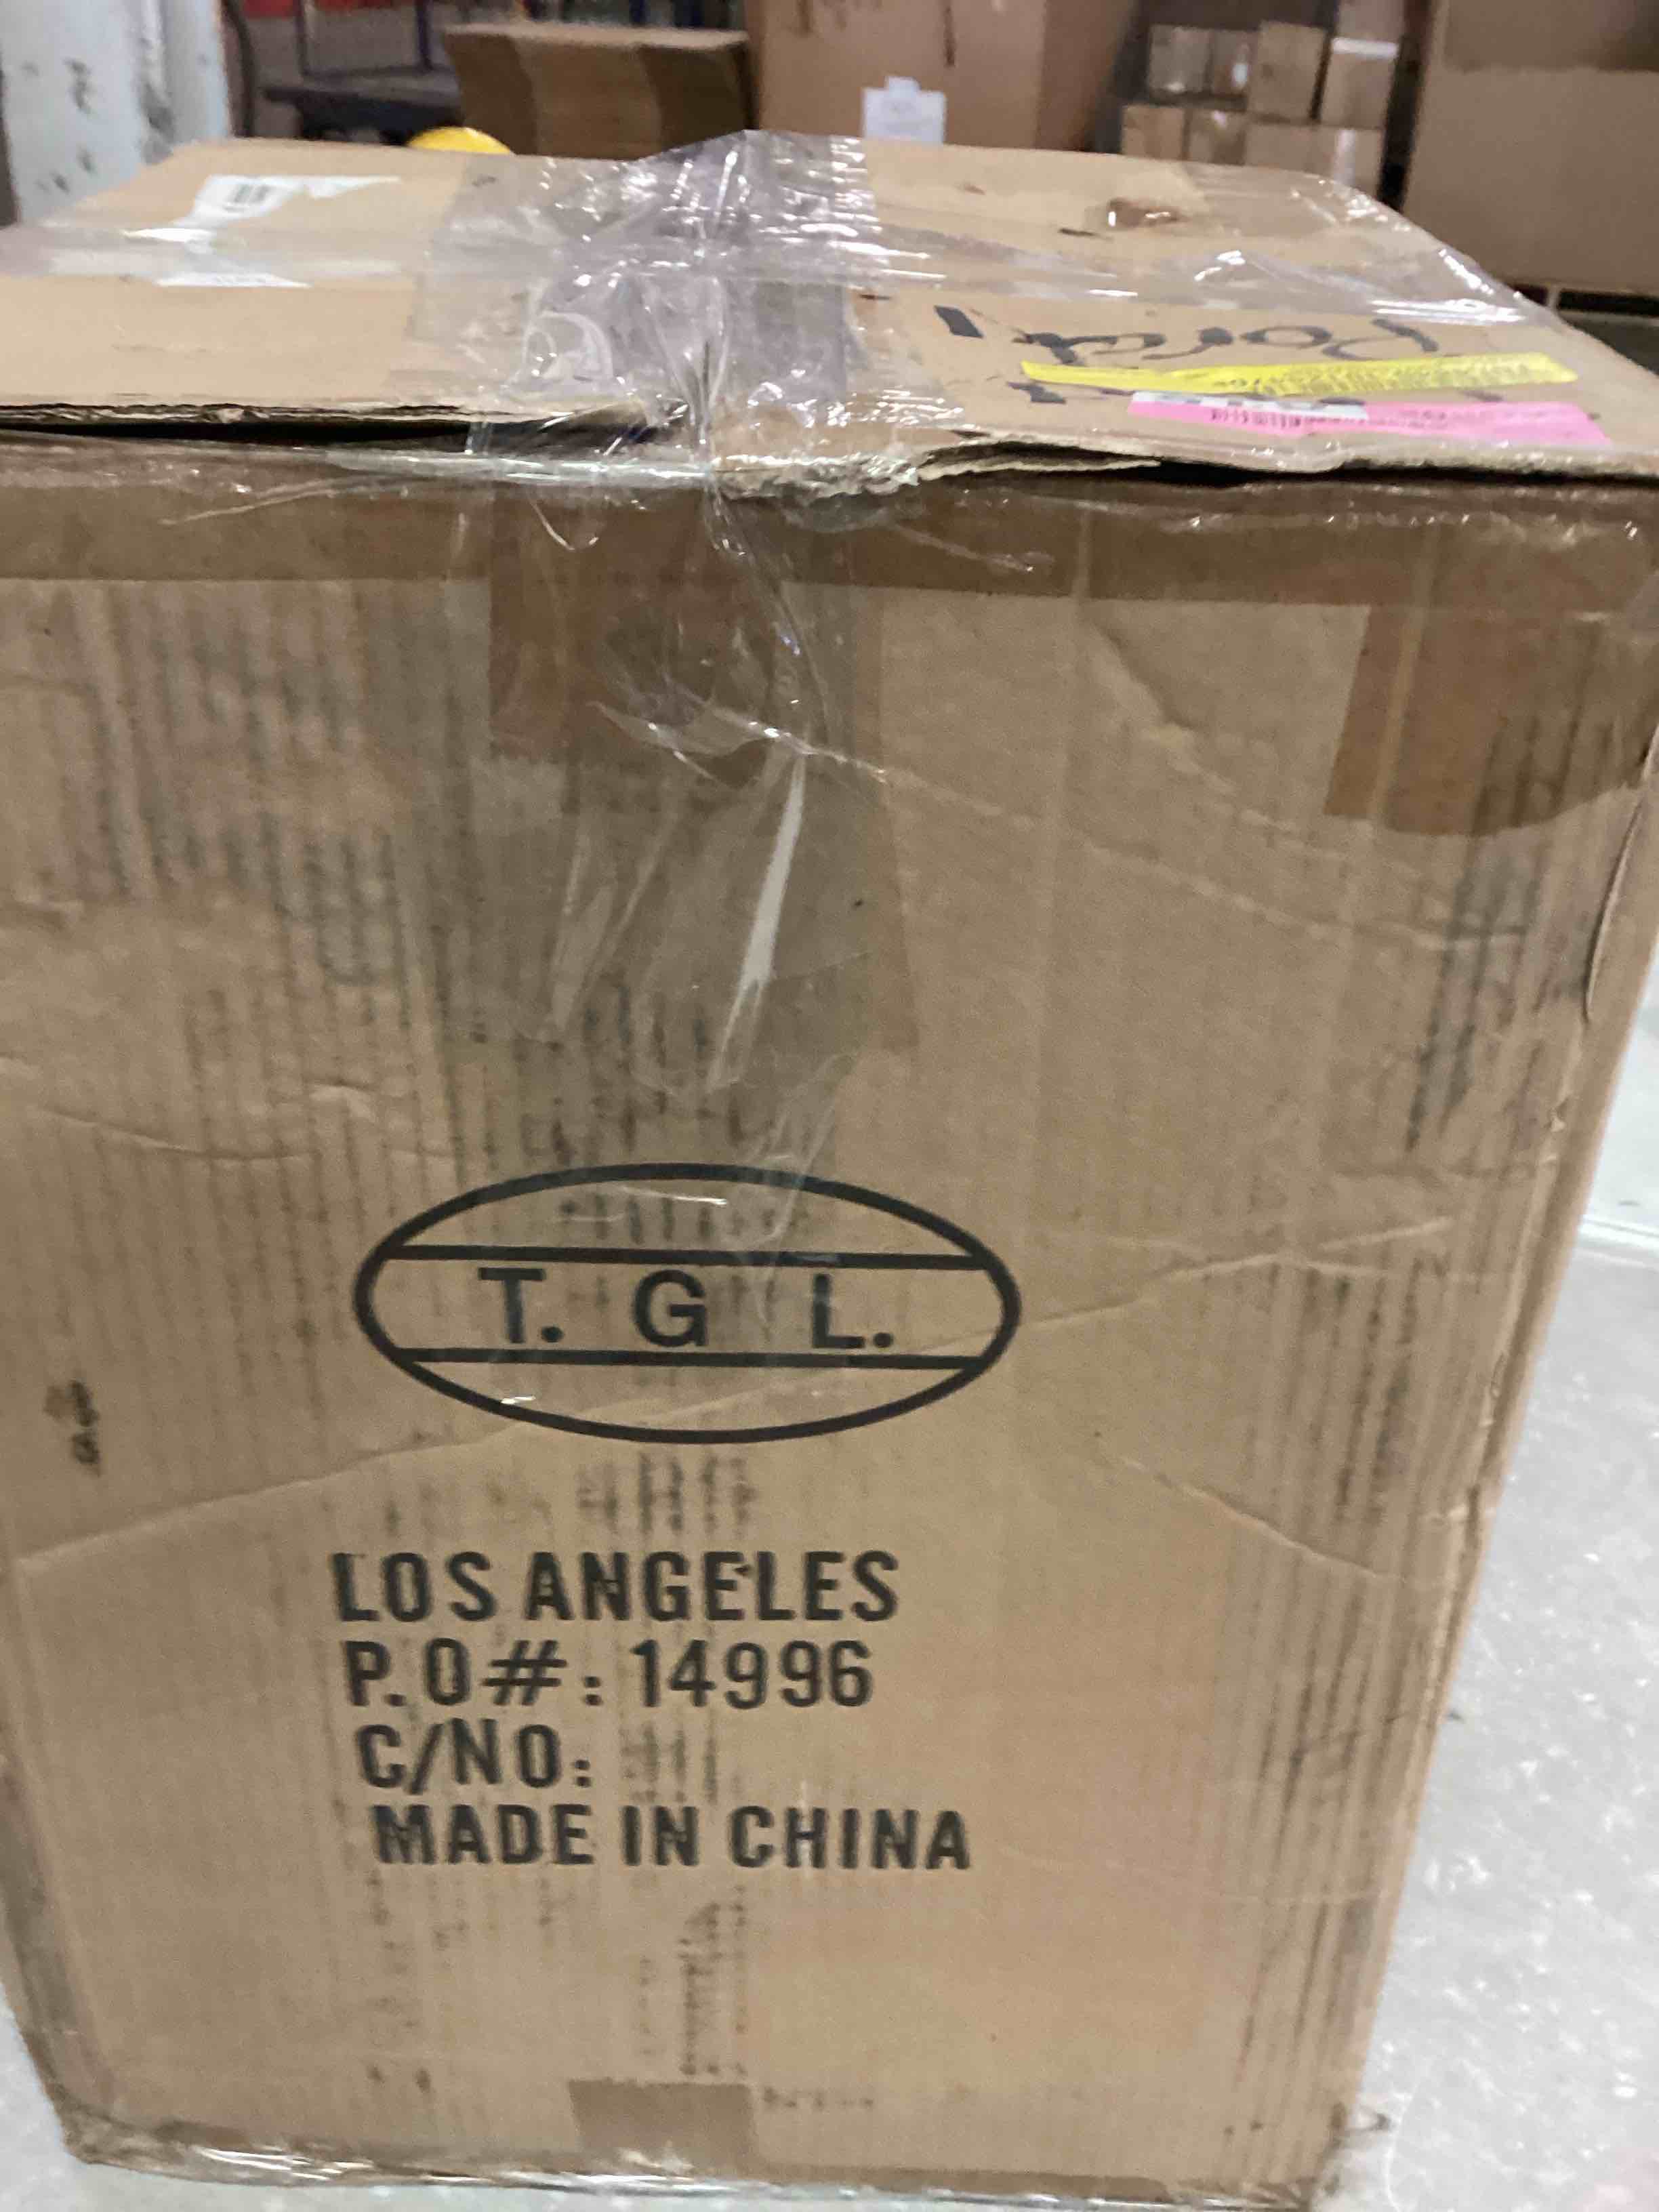 T. G L.
LOS ANGELES
P.O#: 14996
C/NO:
MADE IN CHINA